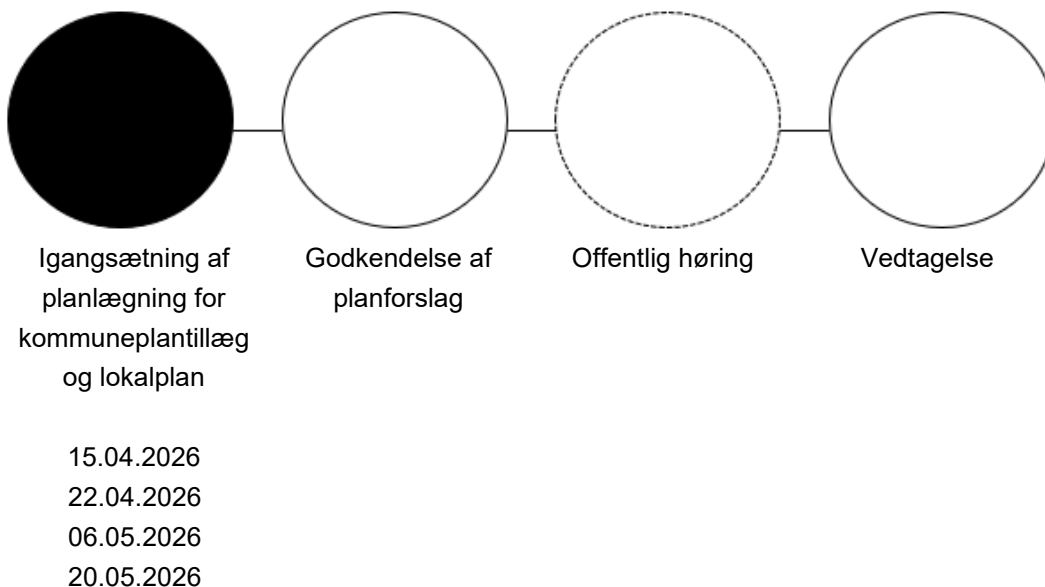 Igangsætning af
planlægning for
kommuneplantillæg
og lokalplan
15.04.2026
22.04.2026
06.05.2026
20.05.2026
Godkendelse af
planforslag
Offentlig høring
Vedtagelse